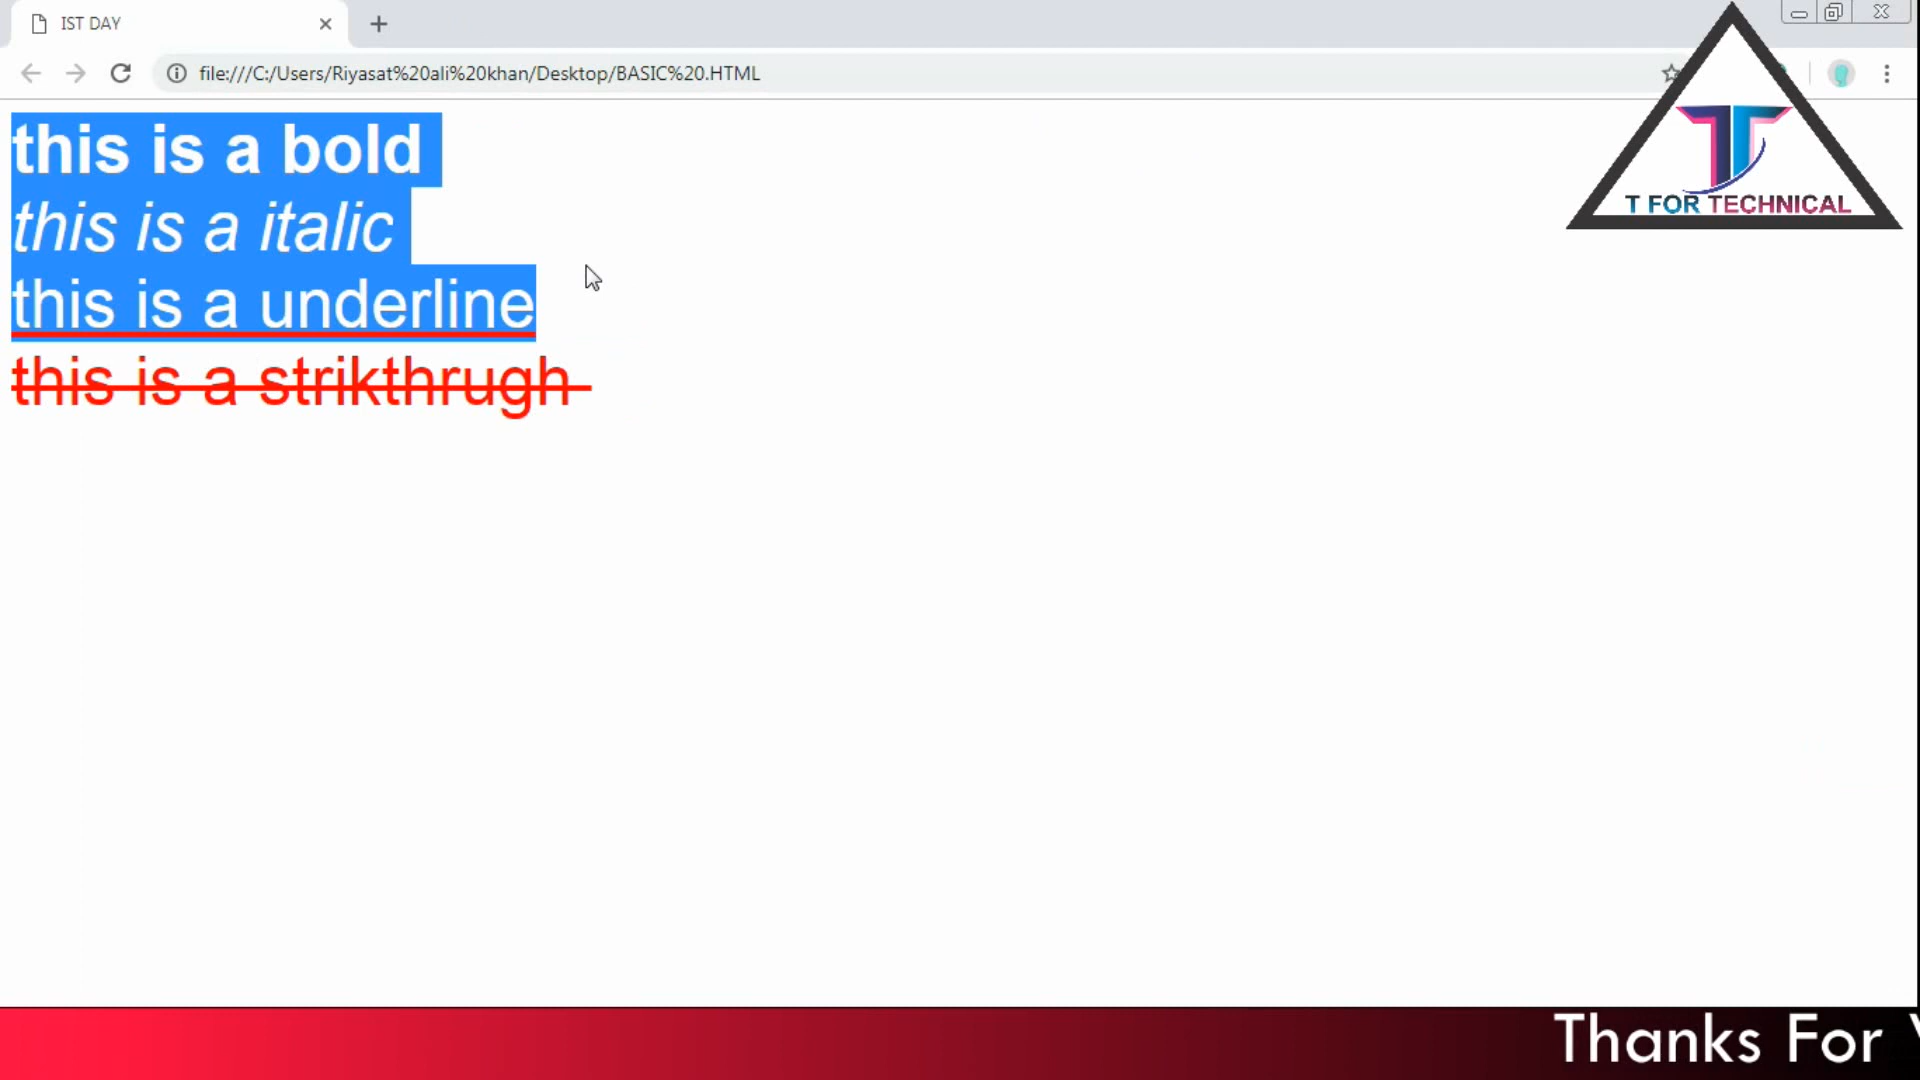 IST DAY
file:///C:/Users/Riyasat%20ali%20khan/Desktop/BASIC%20.HTML
T FOR TECHNICAL
this is a bold
this is a italic
this is a underline
this is a strikthrugh
Thanks For